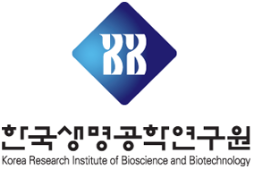 한국생명공학연구원
Korea Research Institute of Bioscience and Biotechnology